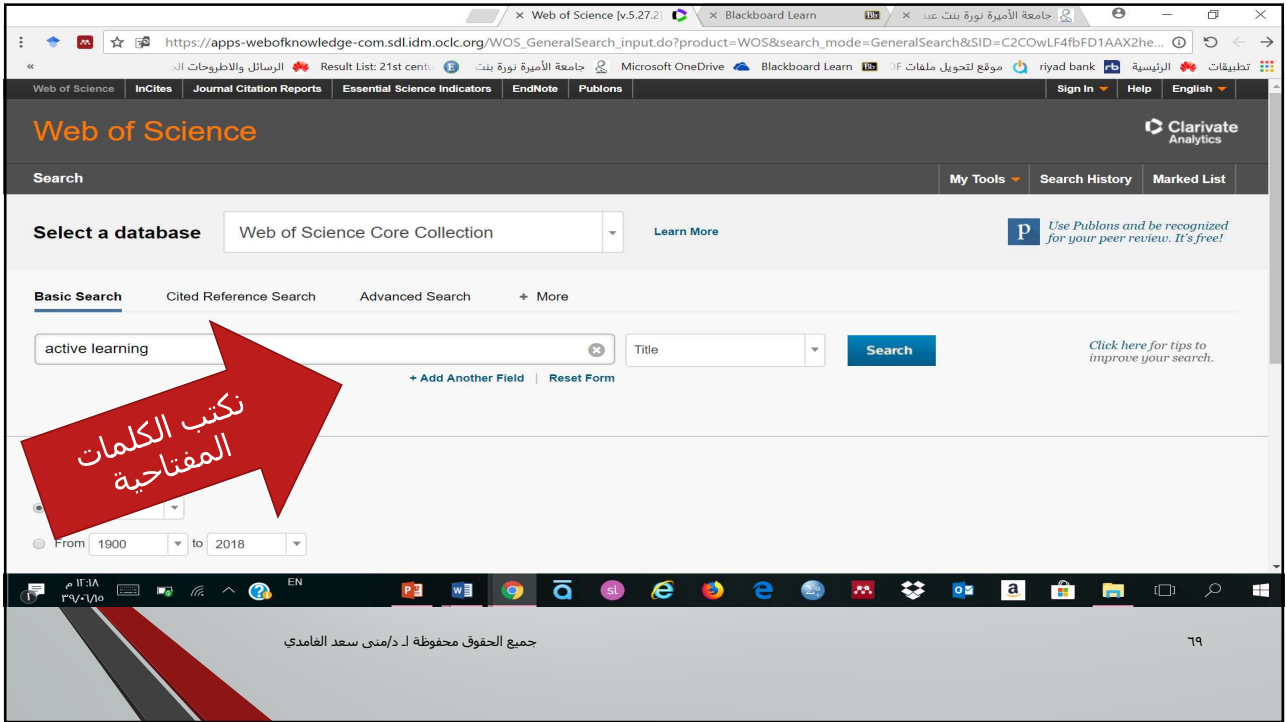 Web of Science [v.5.27.2]
Blackboard Learn
جامعة الأميرة نورة بنت عبد
https://apps-webofknowledge-com.sdl.idm.oclc.org/WOS_GeneralSearch_input.do?product=WOS&search_mode=GeneralSearch&SID=C2COwLF4fbFD1AAX2he...
تطبيقات الرئيسية riyad bank موقع لتحويل ملفات Blackboard Learn Microsoft OneDrive جامعة الأميرة نورة بنت Result List: 21st centu الرسائل والاطروحات
Web of Science InCites Journal Citation Reports Essential Science Indicators EndNote Publons Sign In Help English
Web of Science
Clarivate
Analytics
Search My Tools Search History Marked List
Select a database Web of Science Core Collection Learn More
Use Publons and be recognized
for your peer review. It's free!
Basic Search Cited Reference Search Advanced Search + More
active learning Title Search
Click here for tips to
improve your search.
+ Add Another Field | Reset Form
نكتب الكلمات
المفتاحية
From 1900 to 2018
١٢:١٨ م
٣٩/٠٦/١٥
EN
جميع الحقوق محفوظة لـ د/منى سعد الغامدي
٦٩